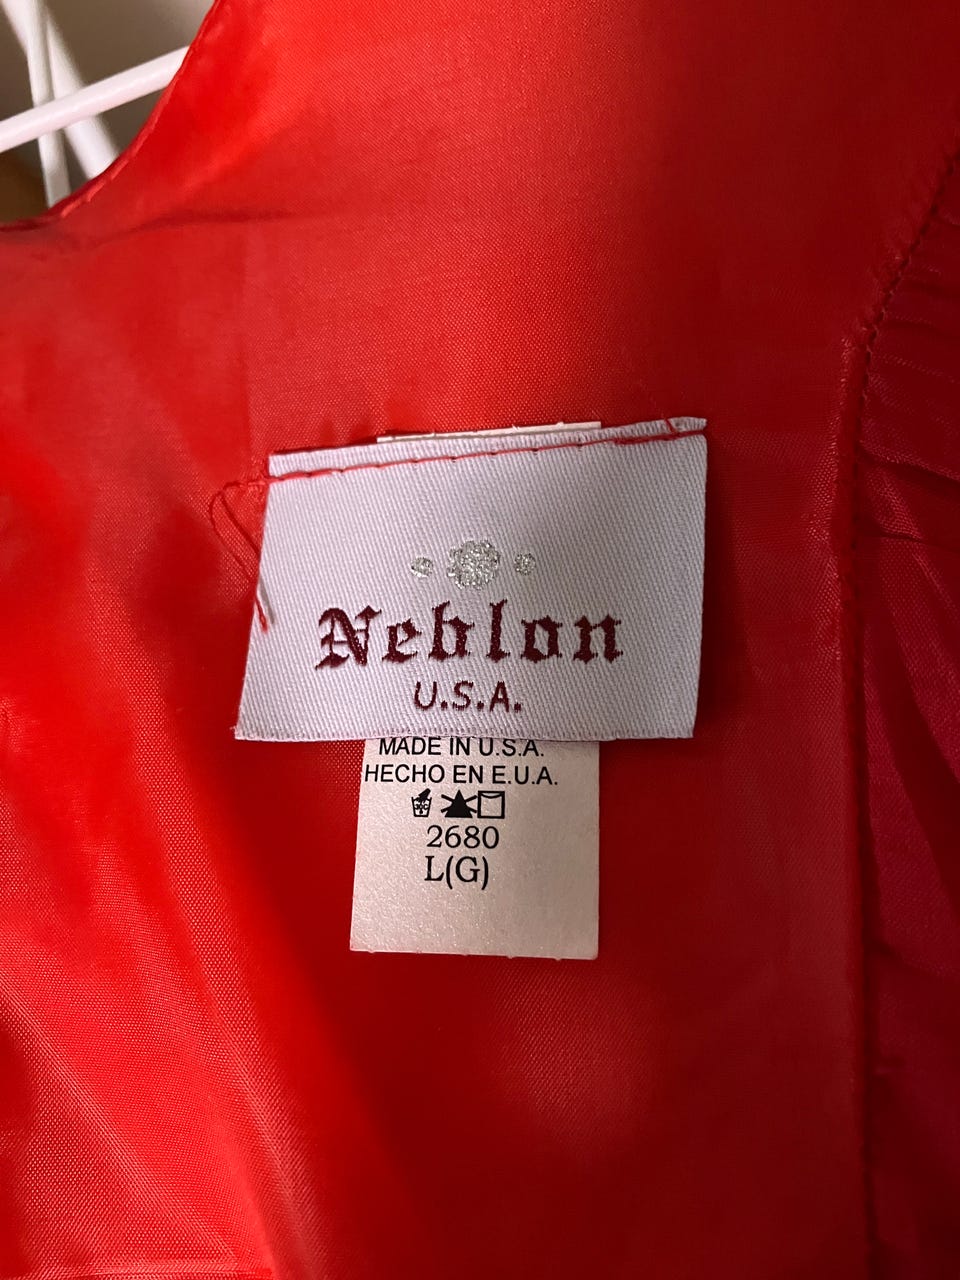 Neblon
U.S.A.
MADE IN U.S.A.
HECHO EN E.U.A.
2680
L(G)